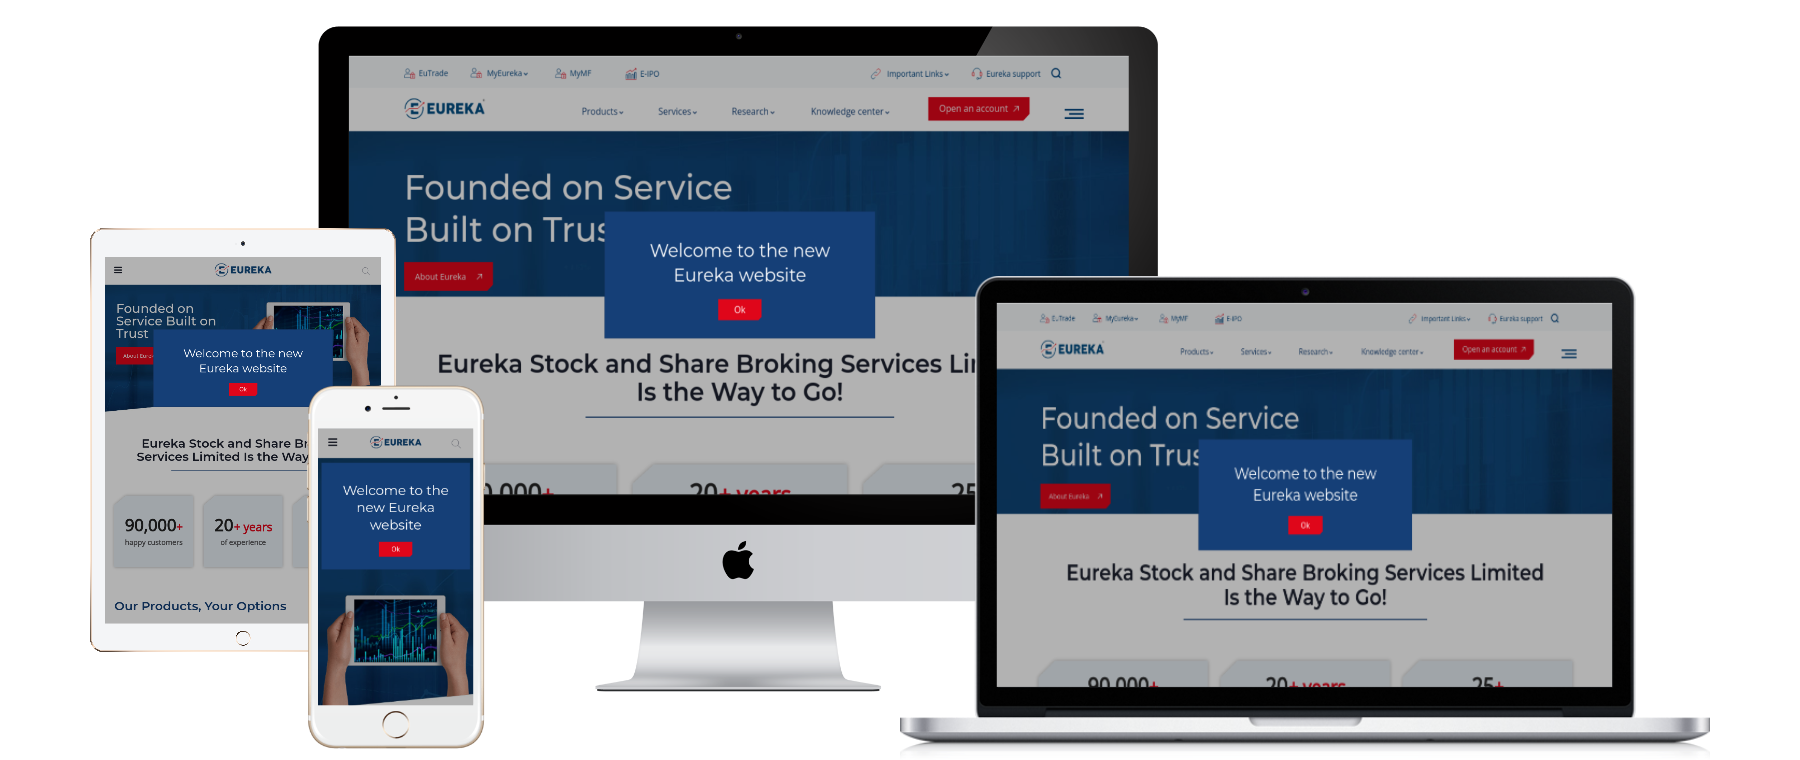 EuTrade
MyEureka
MyMF
E-IPO
Important Links
Eureka support
EUREKA
Products
Services
Research
Knowledge center
Open an account
Founded on Service
Built on Trus
About Eureka
Welcome to the new
Eureka website
Ok
Eureka Stock and Share Broking Services Li
Is the Way to Go!
0,000+
20+ years
25
EUREKA
Founded on
Service Built on
Trust
About Eure
Welcome to the new
Eureka website
Ok
Eureka Stock and Share Br
Services Limited Is the Way
90,000+
happy customers
20+ years
of experience
Our Products, Your Options
EUREKA
Welcome to the
new Eureka
website
Ok
EuTrade
MyEureka
MyMF
E-IPO
Important Links
Eureka support
EUREKA
Products
Services
Research
Knowledge center
Open an account
Founded on Service
Built on Trus
About Eureka
Welcome to the new
Eureka website
Ok
Eureka Stock and Share Broking Services Limited
Is the Way to Go!
90,000+
20+ years
25+